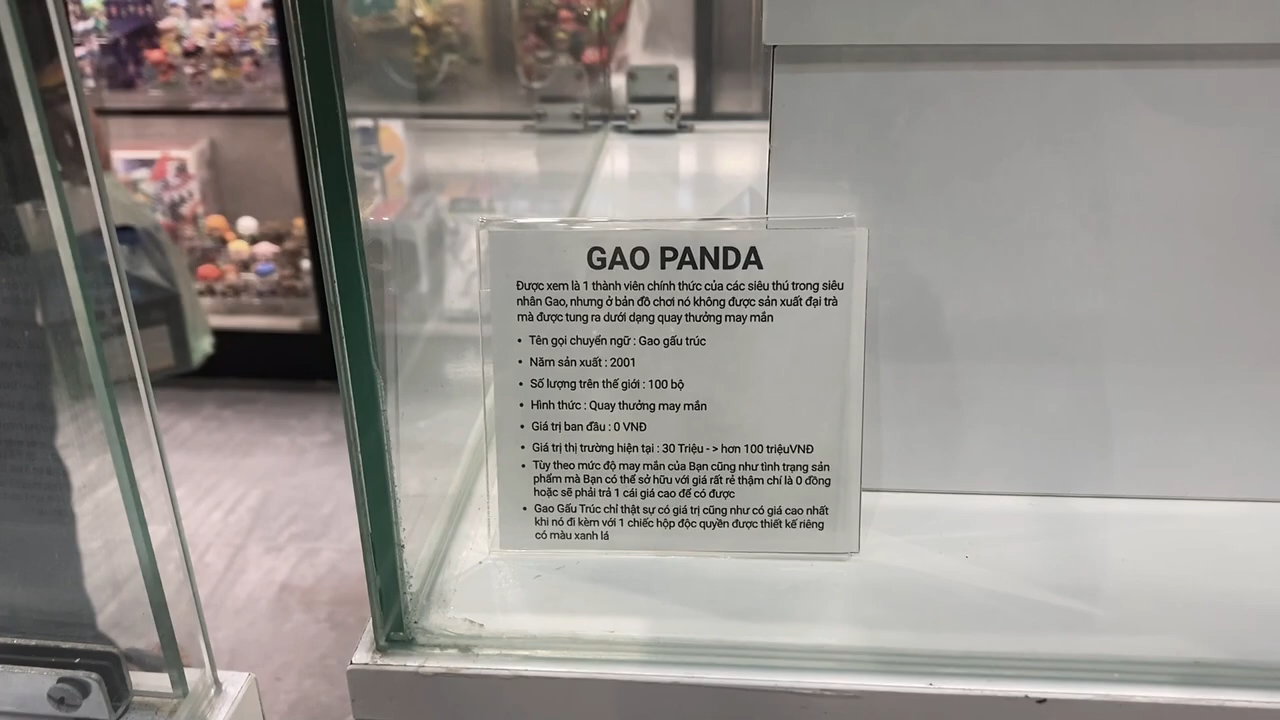 GAO PANDA
Được xem là 1 thành viên chính thức của các siêu thú trong siêu
nhân Gao, nhưng ở bản đồ chơi nó không được sản xuất đại trà
mà được tung ra dưới dạng quay thưởng may mắn
• Tên gọi chuyển ngữ : Gao gấu trúc
• Năm sản xuất : 2001
• Số lượng trên thế giới : 100 bộ
• Hình thức : Quay thưởng may mắn
• Giá trị ban đầu : 0 VNĐ
• Giá trị thị trường hiện tại : 30 Triệu - > hơn 100 triệuVNĐ
• Tùy theo mức độ may mắn của Bạn cũng như tình trạng sản
phẩm mà Bạn có thể sở hữu với giá rất rẻ thậm chí là 0 đồng
hoặc sẽ phải trả 1 cái giá cao để có được
• Gao Gấu Trúc chỉ thật sự có giá trị cũng như có giá cao nhất
khi nó đi kèm với 1 chiếc hộp độc quyền được thiết kế riêng
có màu xanh lá